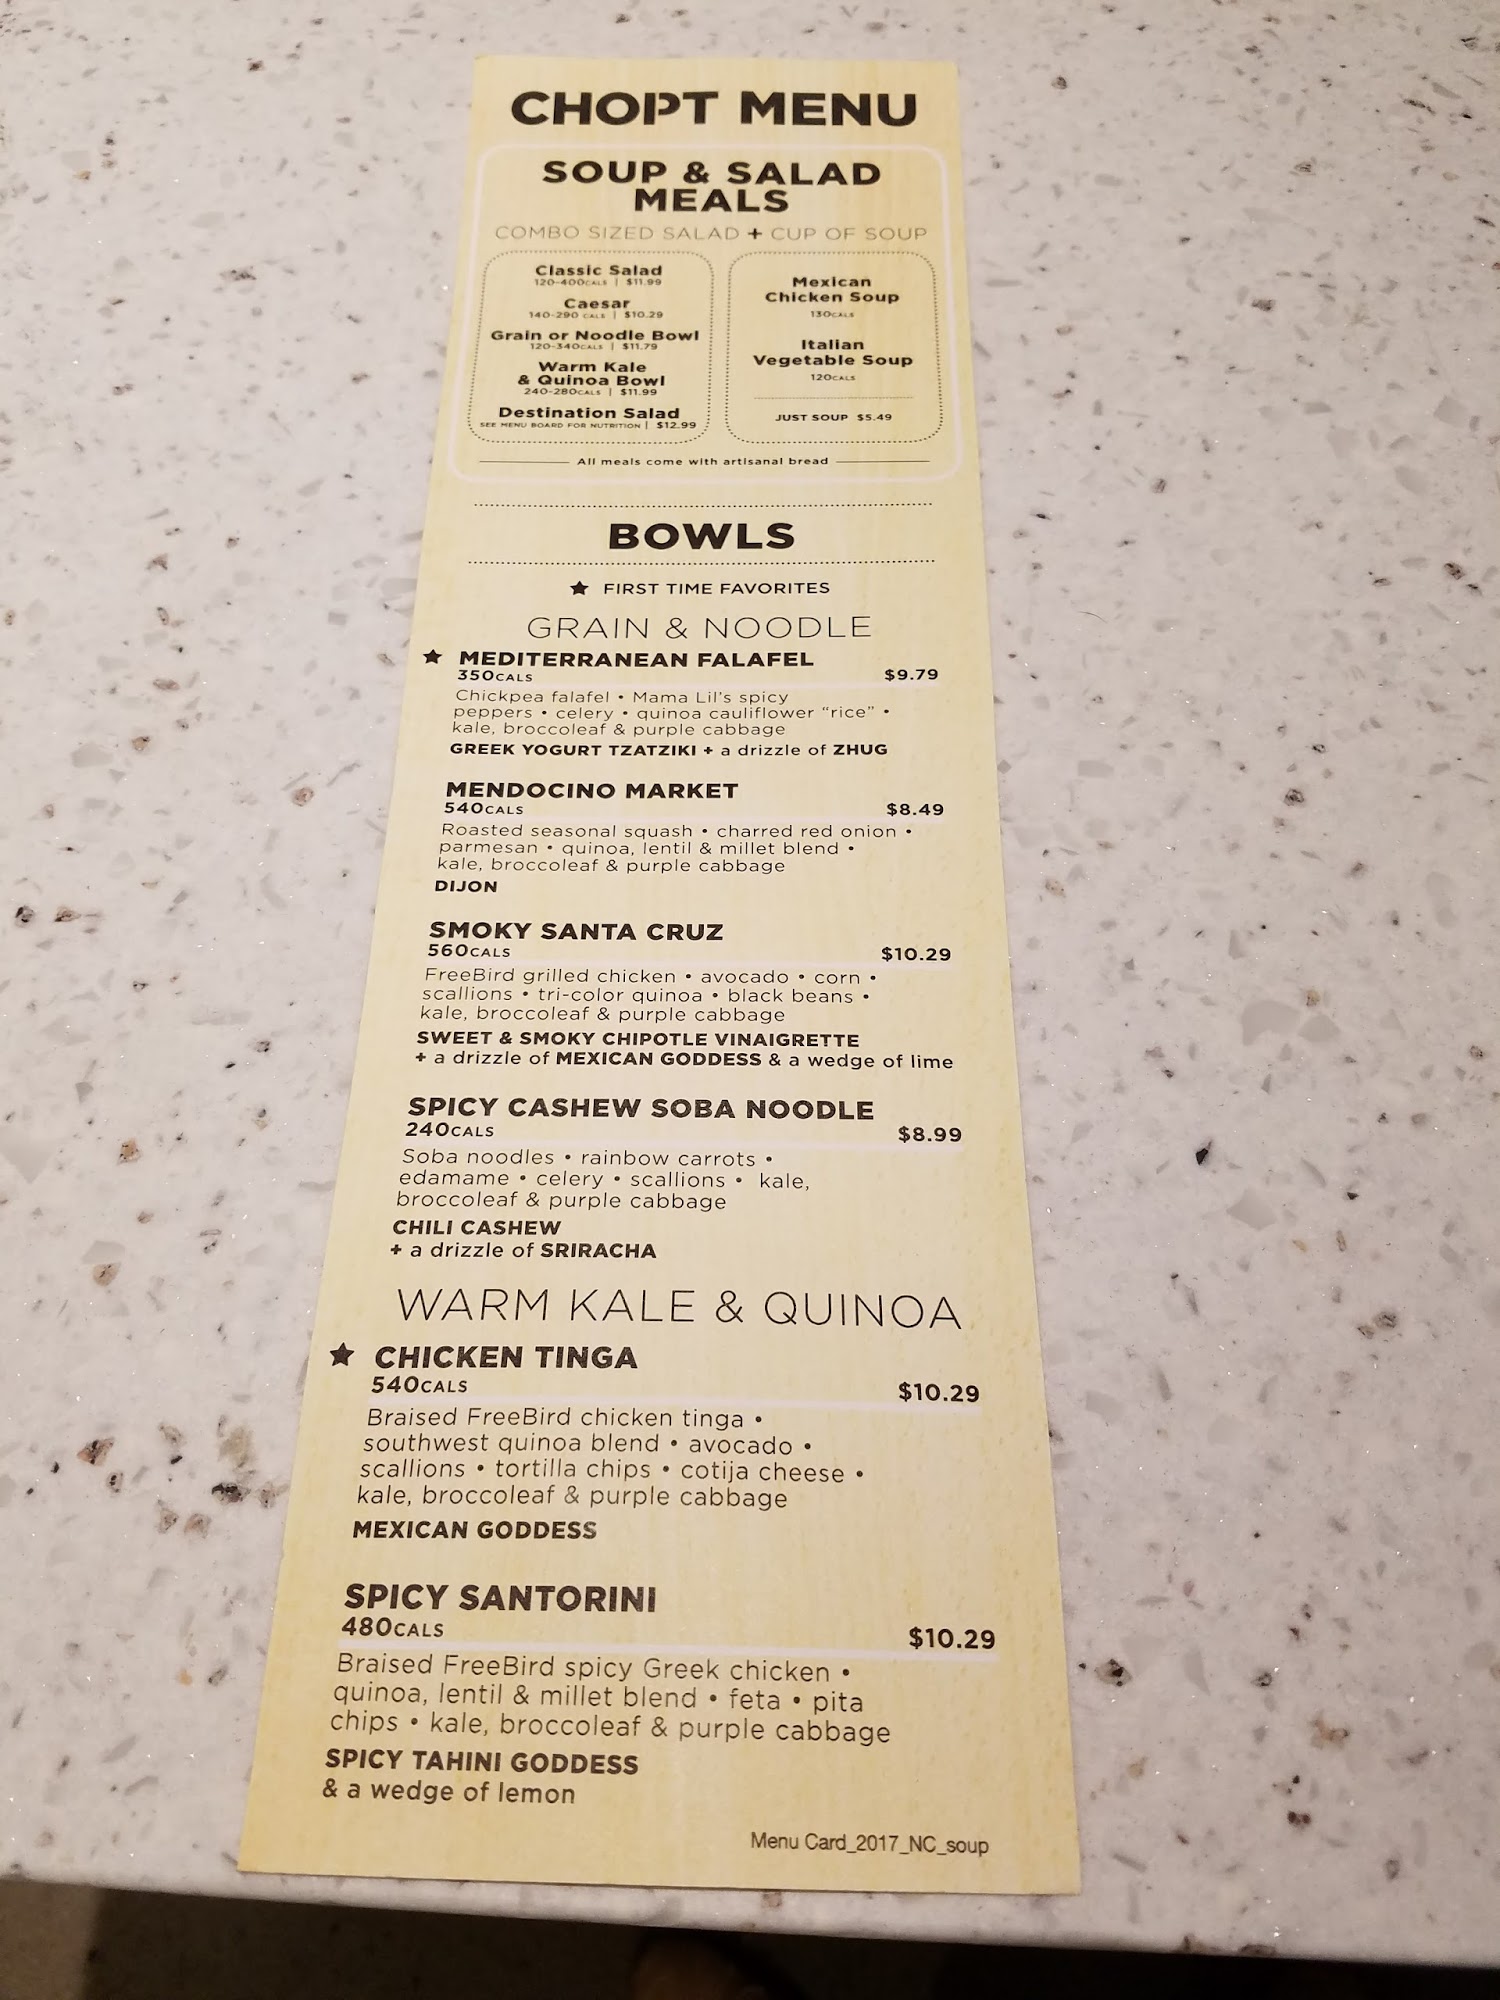 CHOPT MENU
SOUP & SALAD
MEALS
COMBO SIZED SALAD + CUP OF SOUP
Classic Salad
120-400CALS | $11.99
Caesar
140-290 CALS | $10.29
Grain or Noodle Bowl
120-340CALS | $11.79
Warm Kale
& Quinoa Bowl
240-280CALS | $11.99
Destination Salad
SEE MENU BOARD FOR NUTRITION | $12.99
Mexican
Chicken Soup
130CALS
Italian
Vegetable Soup
120CALS
JUST SOUP $5.49
All meals come with artisanal bread
BOWLS
★ FIRST TIME FAVORITES
GRAIN & NOODLE
★ MEDITERRANEAN FALAFEL
350CALS $9.79
Chickpea falafel • Mama Lil's spicy
peppers • celery • quinoa cauliflower "rice" •
kale, broccoleaf & purple cabbage
GREEK YOGURT TZATZIKI + a drizzle of ZHUG
MENDOCINO MARKET
540CALS $8.49
Roasted seasonal squash • charred red onion •
parmesan • quinoa, lentil & millet blend •
kale, broccoleaf & purple cabbage
DIJON
SMOKY SANTA CRUZ
560CALS $10.29
FreeBird grilled chicken • avocado • corn •
scallions • tri-color quinoa • black beans •
kale, broccoleaf & purple cabbage
SWEET & SMOKY CHIPOTLE VINAIGRETTE
+ a drizzle of MEXICAN GODDESS & a wedge of lime
SPICY CASHEW SOBA NOODLE
240CALS $8.99
Soba noodles • rainbow carrots •
edamame • celery • scallions • kale,
broccoleaf & purple cabbage
CHILI CASHEW
+ a drizzle of SRIRACHA
WARM KALE & QUINOA
★ CHICKEN TINGA
540CALS $10.29
Braised FreeBird chicken tinga •
southwest quinoa blend • avocado •
scallions • tortilla chips • cotija cheese •
kale, broccoleaf & purple cabbage
MEXICAN GODDESS
SPICY SANTORINI
480CALS $10.29
Braised FreeBird spicy Greek chicken •
quinoa, lentil & millet blend • feta • pita
chips • kale, broccoleaf & purple cabbage
SPICY TAHINI GODDESS
& a wedge of lemon
Menu Card_2017_NC_soup